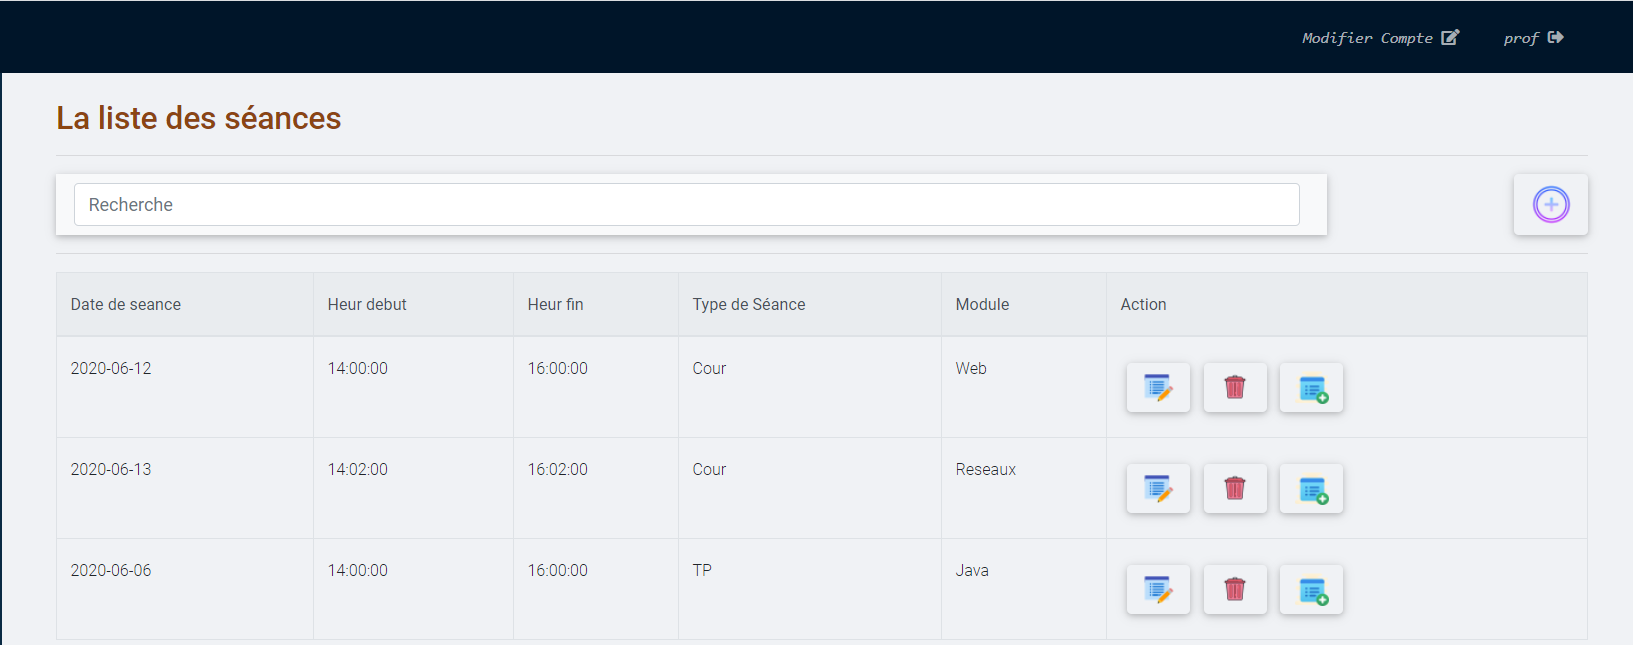 Modifier Compte prof
La liste des séances
Recherche
Date de seance Heur debut Heur fin Type de Séance Module Action
2020-06-12 14:00:00 16:00:00 Cour Web
2020-06-13 14:02:00 16:02:00 Cour Reseaux
2020-06-06 14:00:00 16:00:00 TP Java